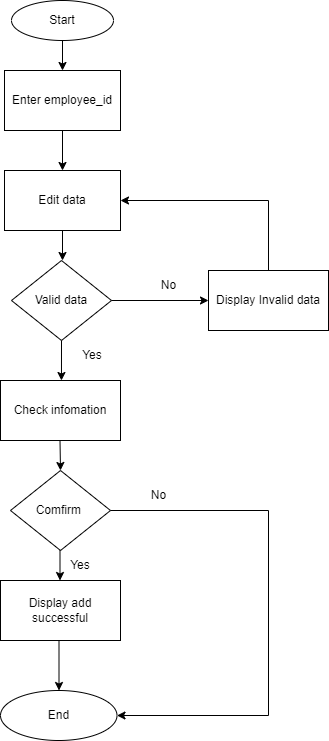 Start
Enter employee_id
Edit data
Valid data
No
Display Invalid data
Yes
Check infomation
Comfirm
No
Yes
Display add
successful
End